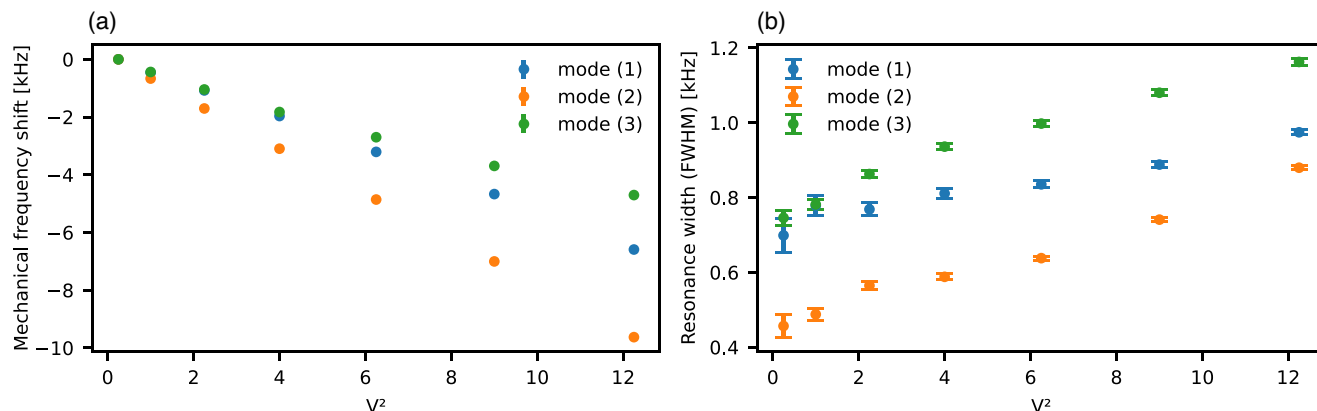 (a)
Mechanical frequency shift [kHz]
0
−2
−4
−6
−8
−10
mode (1)
mode (2)
mode (3)
0 2 4 6 8 10 12
V²
(b)
Resonance width (FWHM) [kHz]
1.2
1.0
0.8
0.6
0.4
mode (1)
mode (2)
mode (3)
0 2 4 6 8 10 12
V²